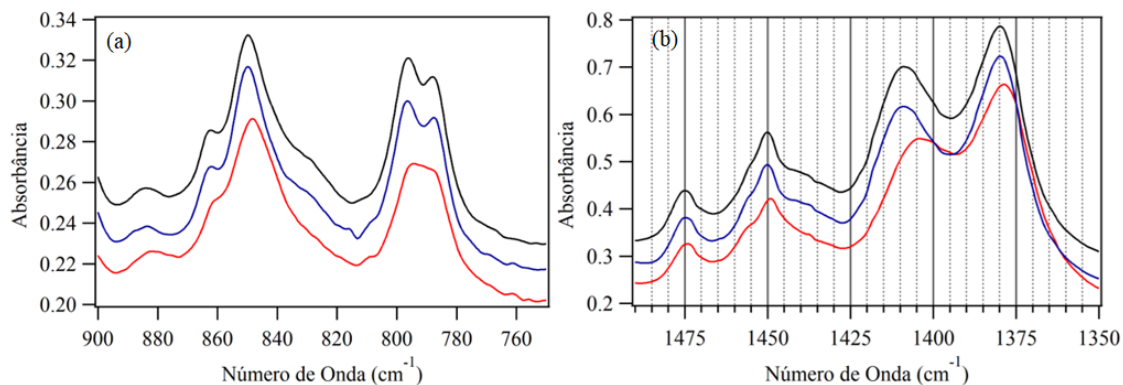 (a)
Absorbância
0.34
0.32
0.30
0.28
0.26
0.24
0.22
0.20
900 880 860 840 820 800 780 760
Número de Onda (cm⁻¹)
(b)
Absorbância
0.8
0.7
0.6
0.5
0.4
0.3
0.2
1475 1450 1425 1400 1375 1350
Número de Onda (cm⁻¹)